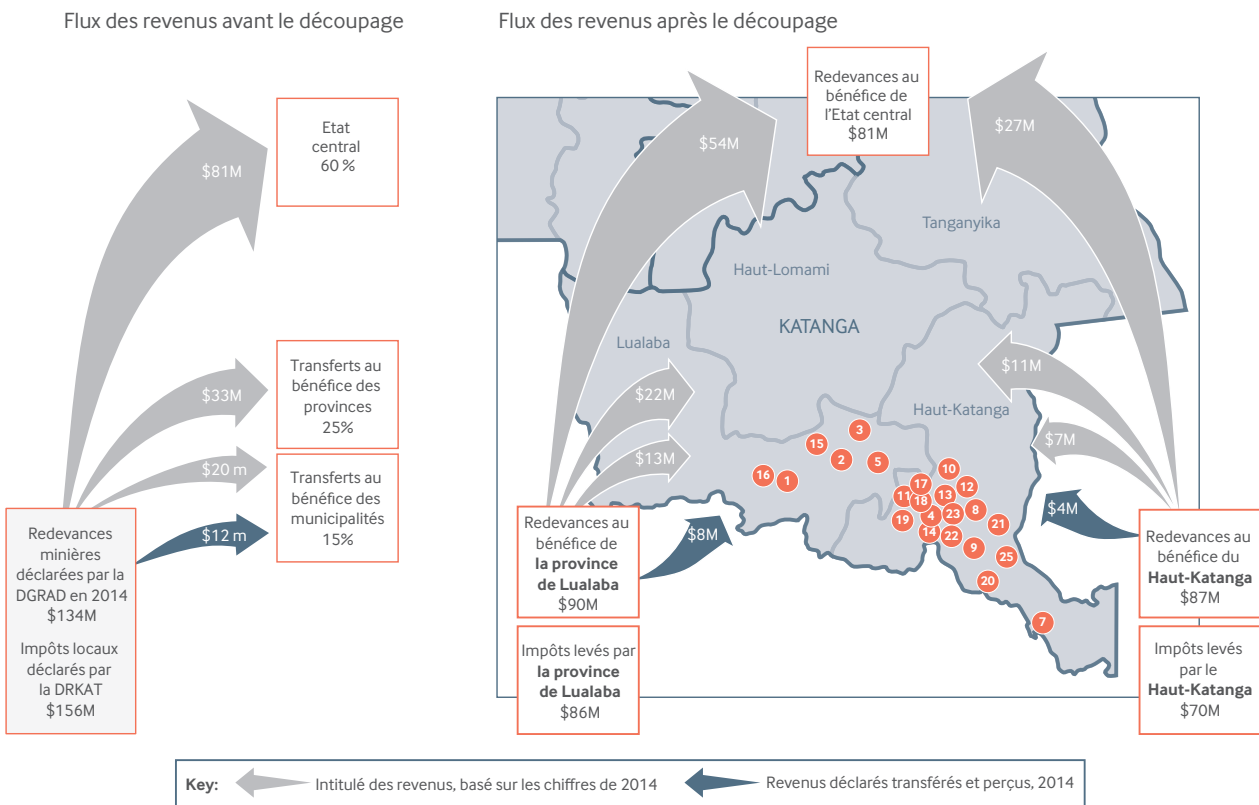 Flux des revenus avant le découpage
$81M
Etat
central
60 %
$33M
Transferts au
bénéfice des
provinces
25%
$20 m
Transferts au
bénéfice des
municipalités
15%
$12 m
Redevances
minières
déclarées par la
DGRAD en 2014
$134M
Impôts locaux
déclarés par
la DRKAT
$156M
Flux des revenus après le découpage
Redevances au
bénéfice de
l'Etat central
$81M
$54M
$27M
Tanganyika
Haut-Lomami
KATANGA
Lualaba
Haut-Katanga
$22M
$13M
$8M
$11M
$7M
$4M
3
15
2
5
16
1
10
17
12
11
18
13
8
19
4
23
21
14
22
9
25
20
7
Redevances au
bénéfice de
la province
de Lualaba
$90M
Impôts levés par
la province
de Lualaba
$86M
Redevances au
bénéfice du
Haut-Katanga
$87M
Impôts levés
par le
Haut-Katanga
$70M
Key: Intitulé des revenus, basé sur les chiffres de 2014 Revenus déclarés transférés et perçus, 2014